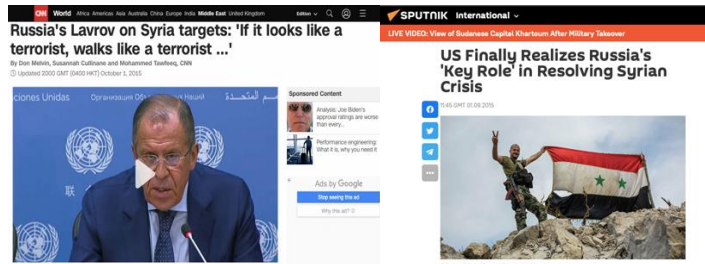 CNN World Africa Americas Asia Australia China Europe India Middle East United Kingdom Edition
Russia's Lavrov on Syria targets: 'If it looks like a
terrorist, walks like a terrorist ...'
By Don Melvin, Susannah Cullinane and Mohammed Tawfeeq, CNN
Updated 2000 GMT (0400 HKT) October 1, 2015
ciones Unidas
Sponsored Content
Analysis: Joe Biden's
approval ratings are worse
than every...
Performance engineering:
What it is, why you need it
Ads by Google
Stop seeing this ad
Why this ad?
SPUTNIK International
LIVE VIDEO: View of Sudanese Capital Khartoum After Military Takeover
US Finally Realizes Russia's
'Key Role' in Resolving Syrian
Crisis
11:45 GMT 01.09.2015